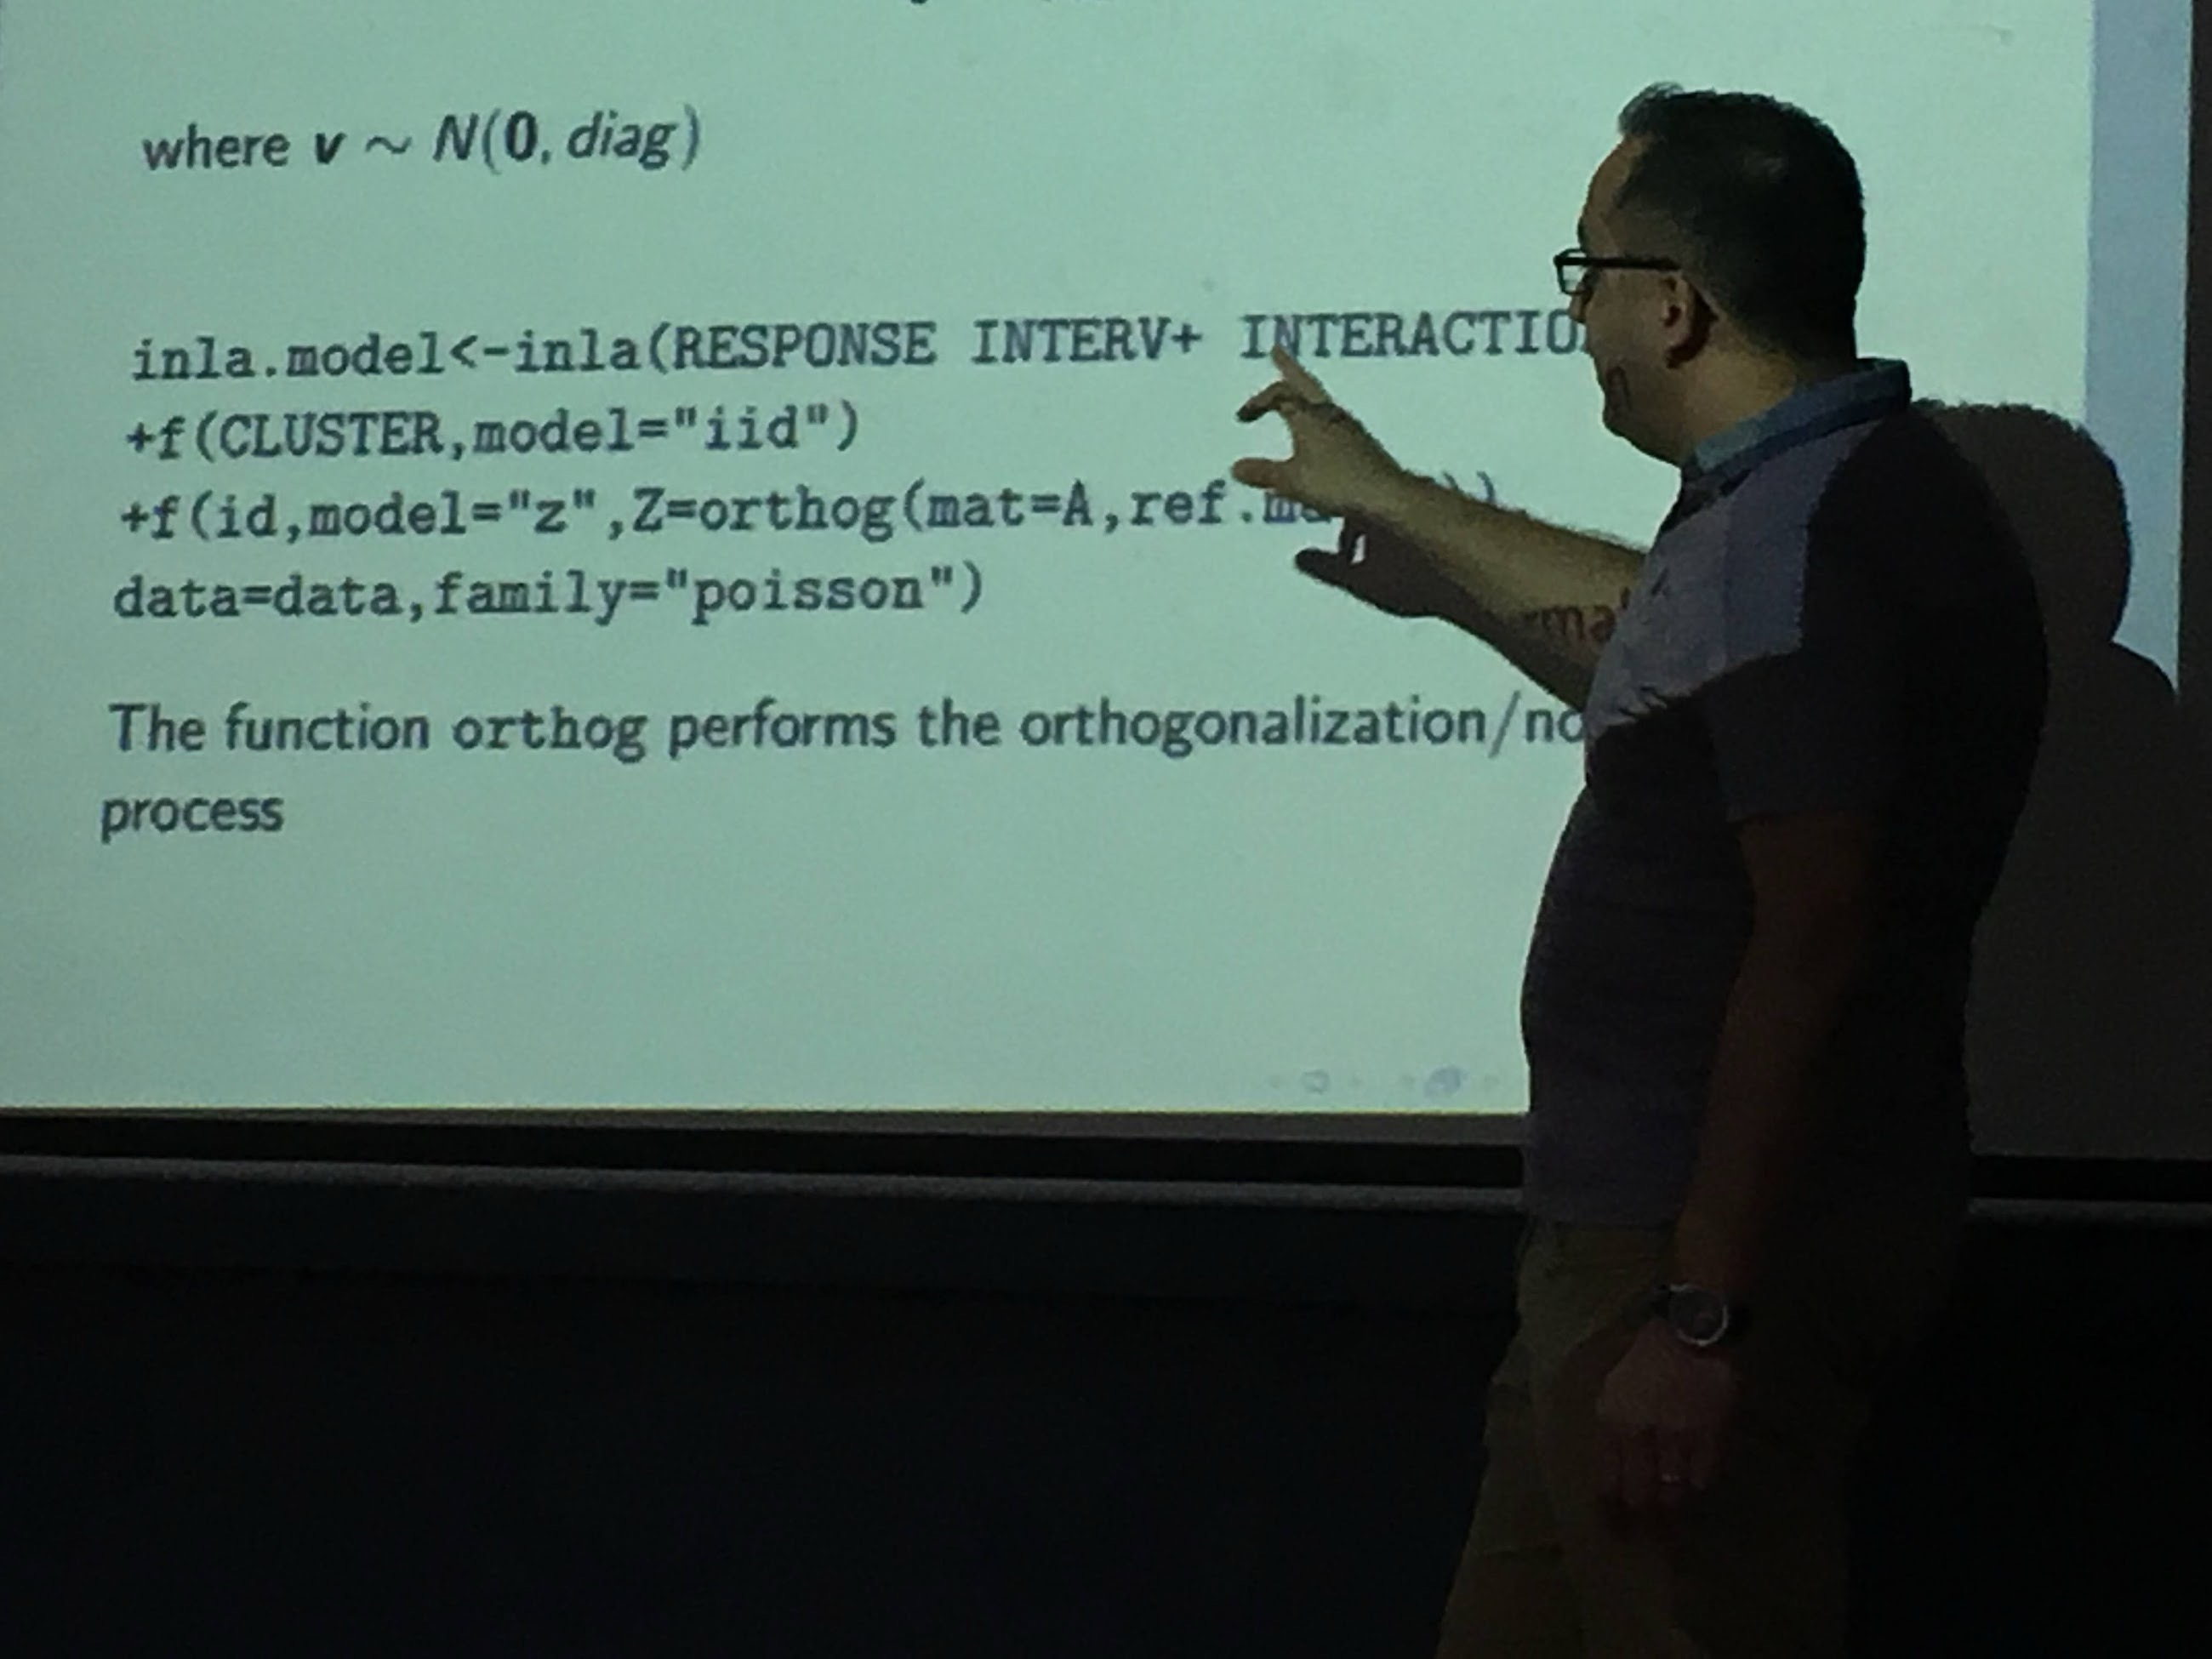 where v ~ N(0, diag)
inla.model<-inla(RESPONSE INTERV+ INTERACTIO
+f(CLUSTER,model="iid")
+f(id,model="z",Z=orthog(mat=A,ref.ma ))
data=data,family="poisson")
The function orthog performs the orthogonalization/no
process